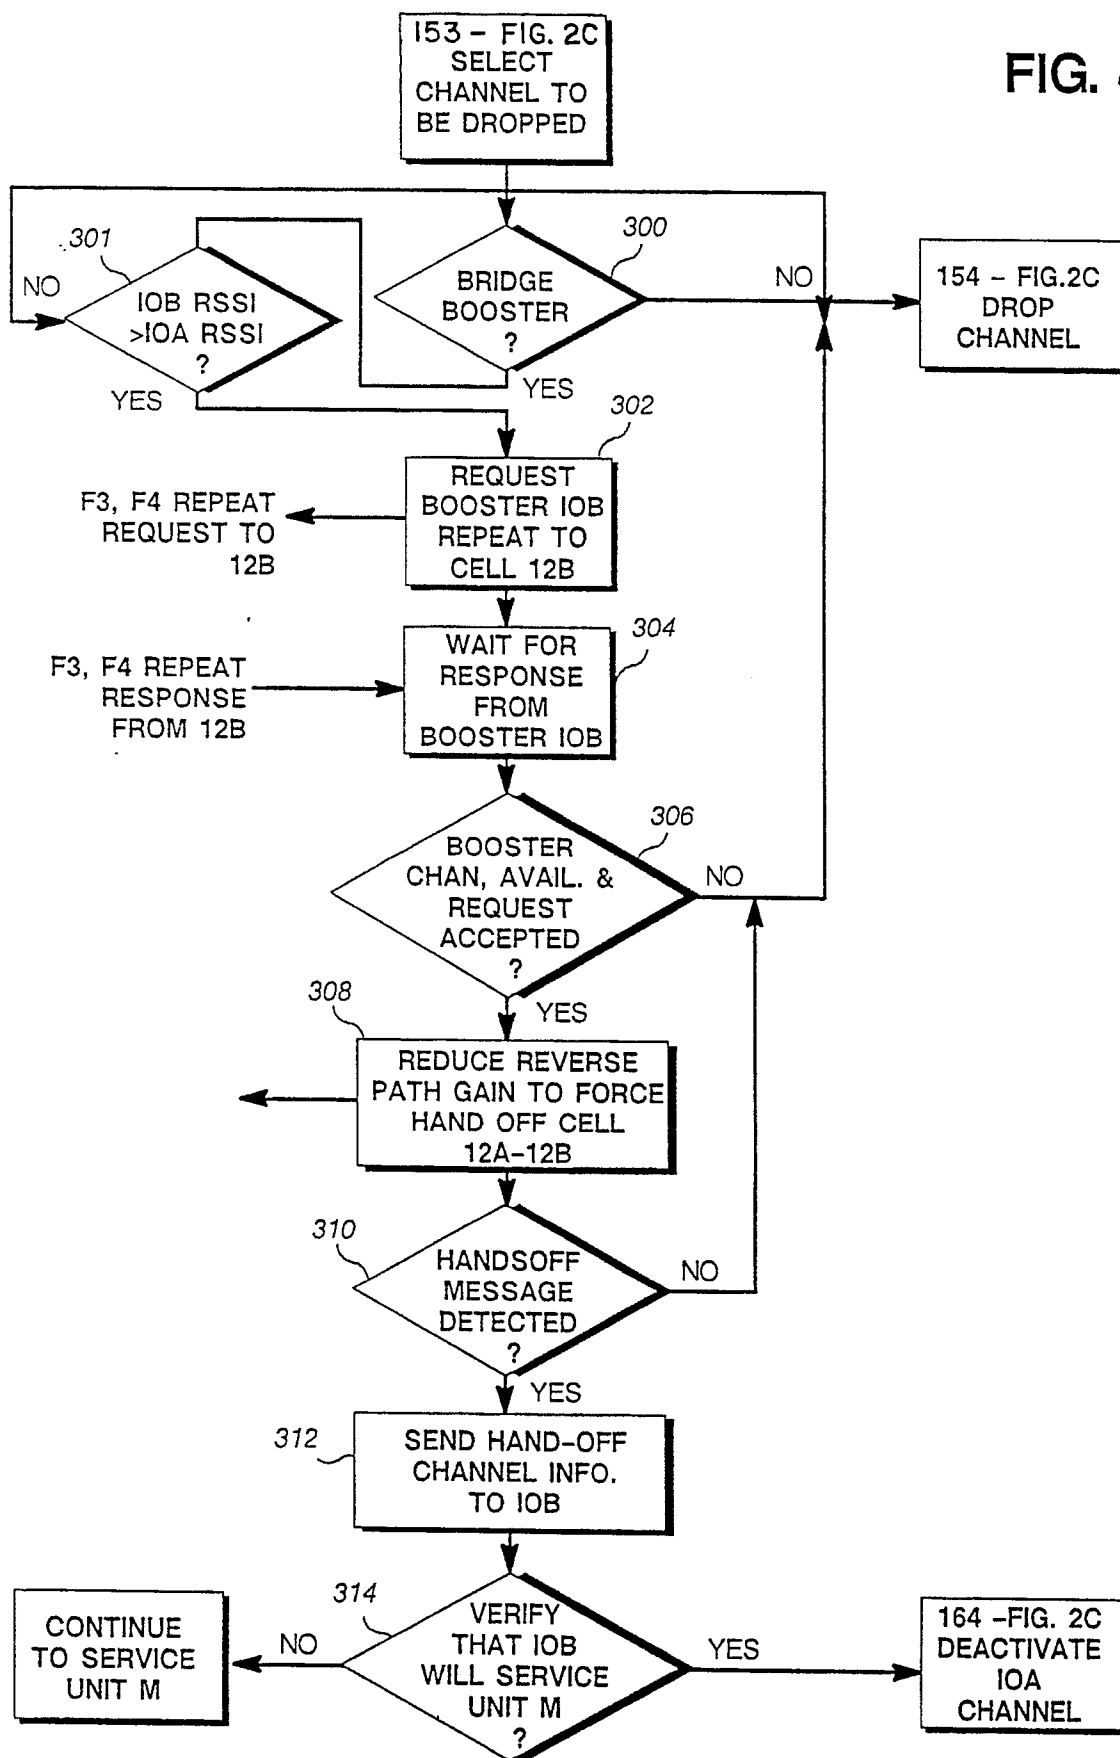 153 - FIG. 2C
SELECT
CHANNEL TO
BE DROPPED
FIG.
301
NO
IOB RSSI
>IOA RSSI
?
YES
300
BRIDGE
BOOSTER
?
YES
NO
154 - FIG.2C
DROP
CHANNEL
302
REQUEST
BOOSTER IOB
REPEAT TO
CELL 12B
F3, F4 REPEAT
REQUEST TO
12B
304
WAIT FOR
RESPONSE
FROM
BOOSTER IOB
F3, F4 REPEAT
RESPONSE
FROM 12B
306
BOOSTER
CHAN, AVAIL. &
REQUEST
ACCEPTED
?
NO
YES
308
REDUCE REVERSE
PATH GAIN TO FORCE
HAND OFF CELL
12A-12B
310
HANDSOFF
MESSAGE
DETECTED
?
NO
YES
312
SEND HAND-OFF
CHANNEL INFO.
TO IOB
314
VERIFY
THAT IOB
WILL SERVICE
UNIT M
?
NO
CONTINUE
TO SERVICE
UNIT M
YES
164 -FIG. 2C
DEACTIVATE
IOA
CHANNEL